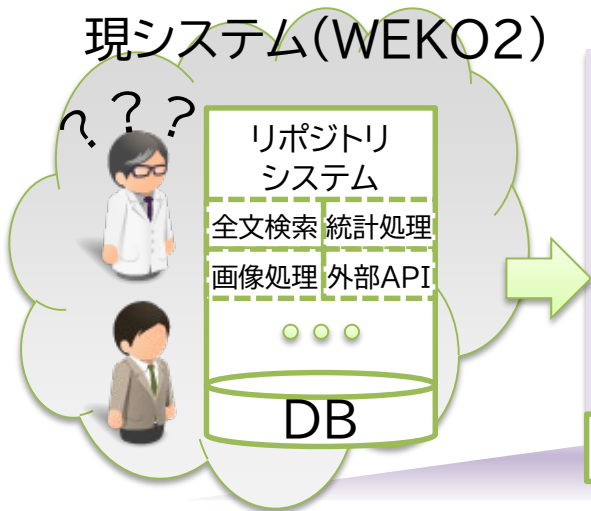 現システム(WEKO2)
? ? ?
リポジトリ
システム
全文検索 統計処理
画像処理 外部API
DB